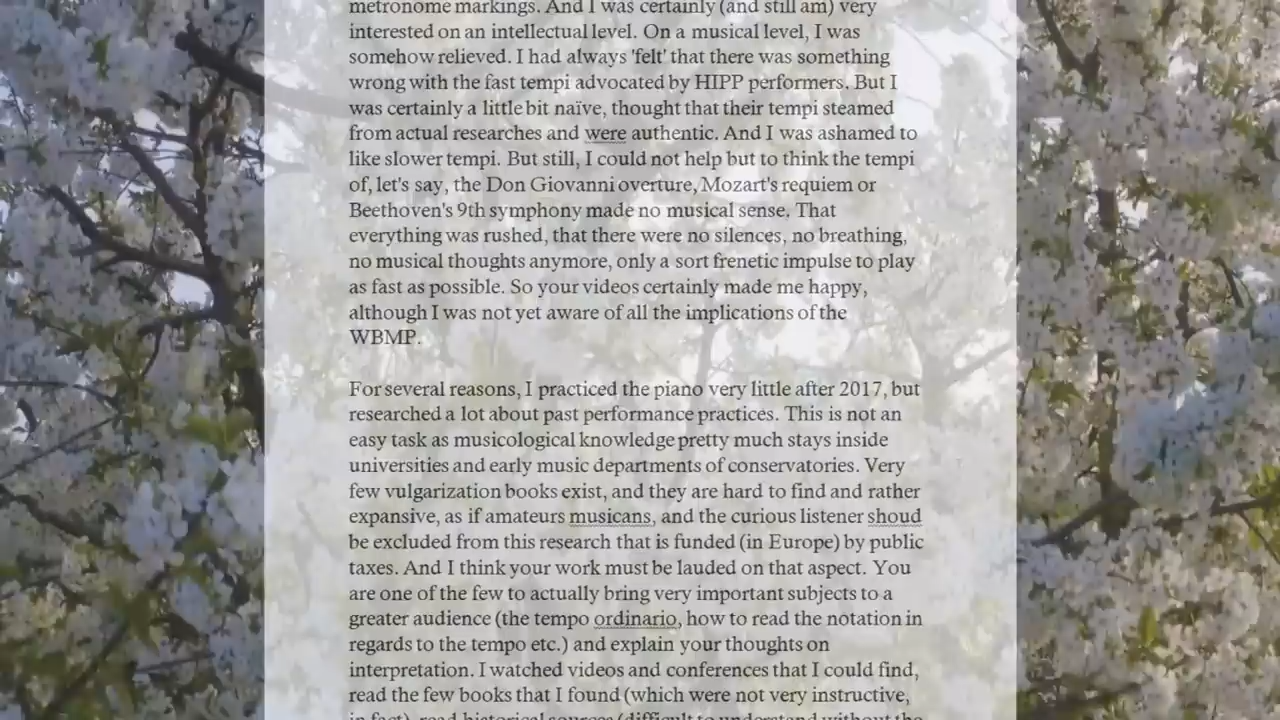 metronome markings. And I was certainly (and still am) very
interested on an intellectual level. On a musical level, I was
somehow relieved. I had always 'felt' that there was something
wrong with the fast tempi advocated by HIPP performers. But I
was certainly a little bit naïve, thought that their tempi steamed
from actual researches and were authentic. And I was ashamed to
like slower tempi. But still, I could not help but to think the tempi
of, let's say, the Don Giovanni overture, Mozart's requiem or
Beethoven's 9th symphony made no musical sense. That
everything was rushed, that there were no silences, no breathing,
no musical thoughts anymore, only a sort frenetic impulse to play
as fast as possible. So your videos certainly made me happy,
although I was not yet aware of all the implications of the
WBMP.
For several reasons, I practiced the piano very little after 2017, but
researched a lot about past performance practices. This is not an
easy task as musicological knowledge pretty much stays inside
universities and early music departments of conservatories. Very
few vulgarization books exist, and they are hard to find and rather
expansive, as if amateurs musicans, and the curious listener shoud
be excluded from this research that is funded (in Europe) by public
taxes. And I think your work must be lauded on that aspect. You
are one of the few to actually bring very important subjects to a
greater audience (the tempo ordinario, how to read the notation in
regards to the tempo etc.) and explain your thoughts on
interpretation. I watched videos and conferences that I could find,
read the few books that I found (which were not very instructive,
in fact), read historical sources (difficult to understand without the